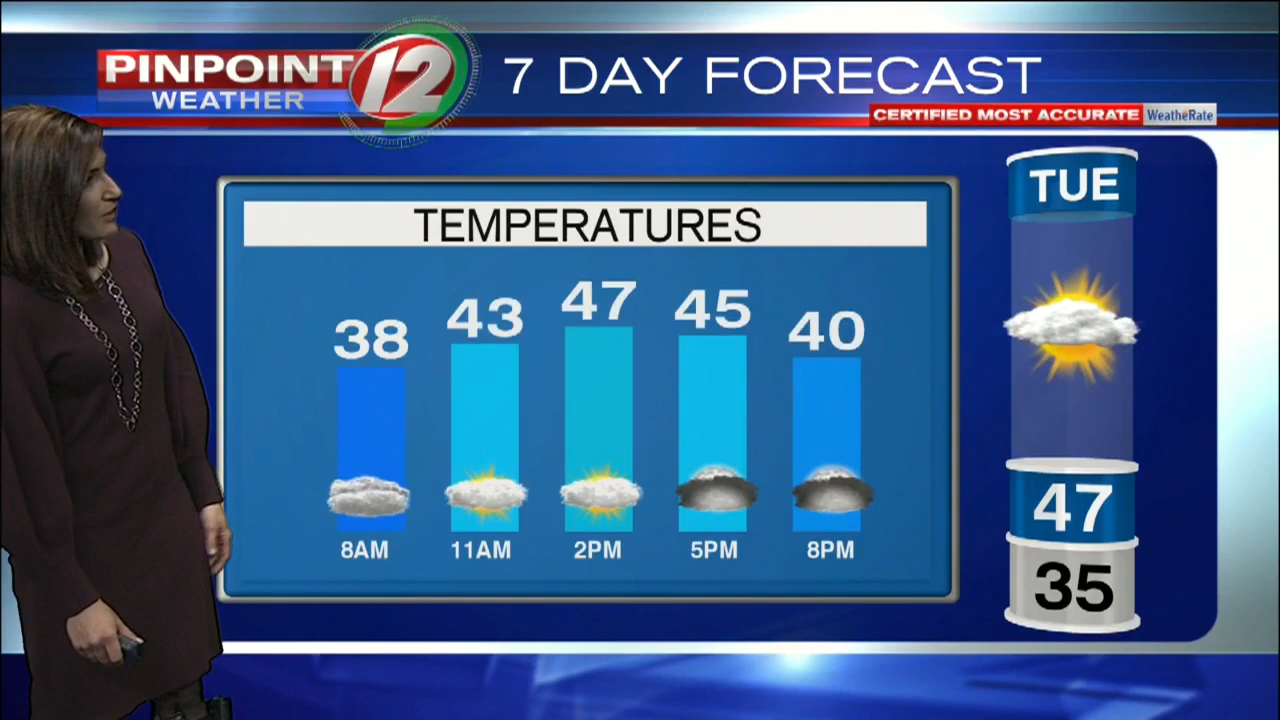 PINPOINT
WEATHER
12
7 DAY FORECAST
CERTIFIED MOST ACCURATE WeatheRate
TEMPERATURES
38 43 47 45 40
8AM 11AM 2PM 5PM 8PM
TUE
47
35